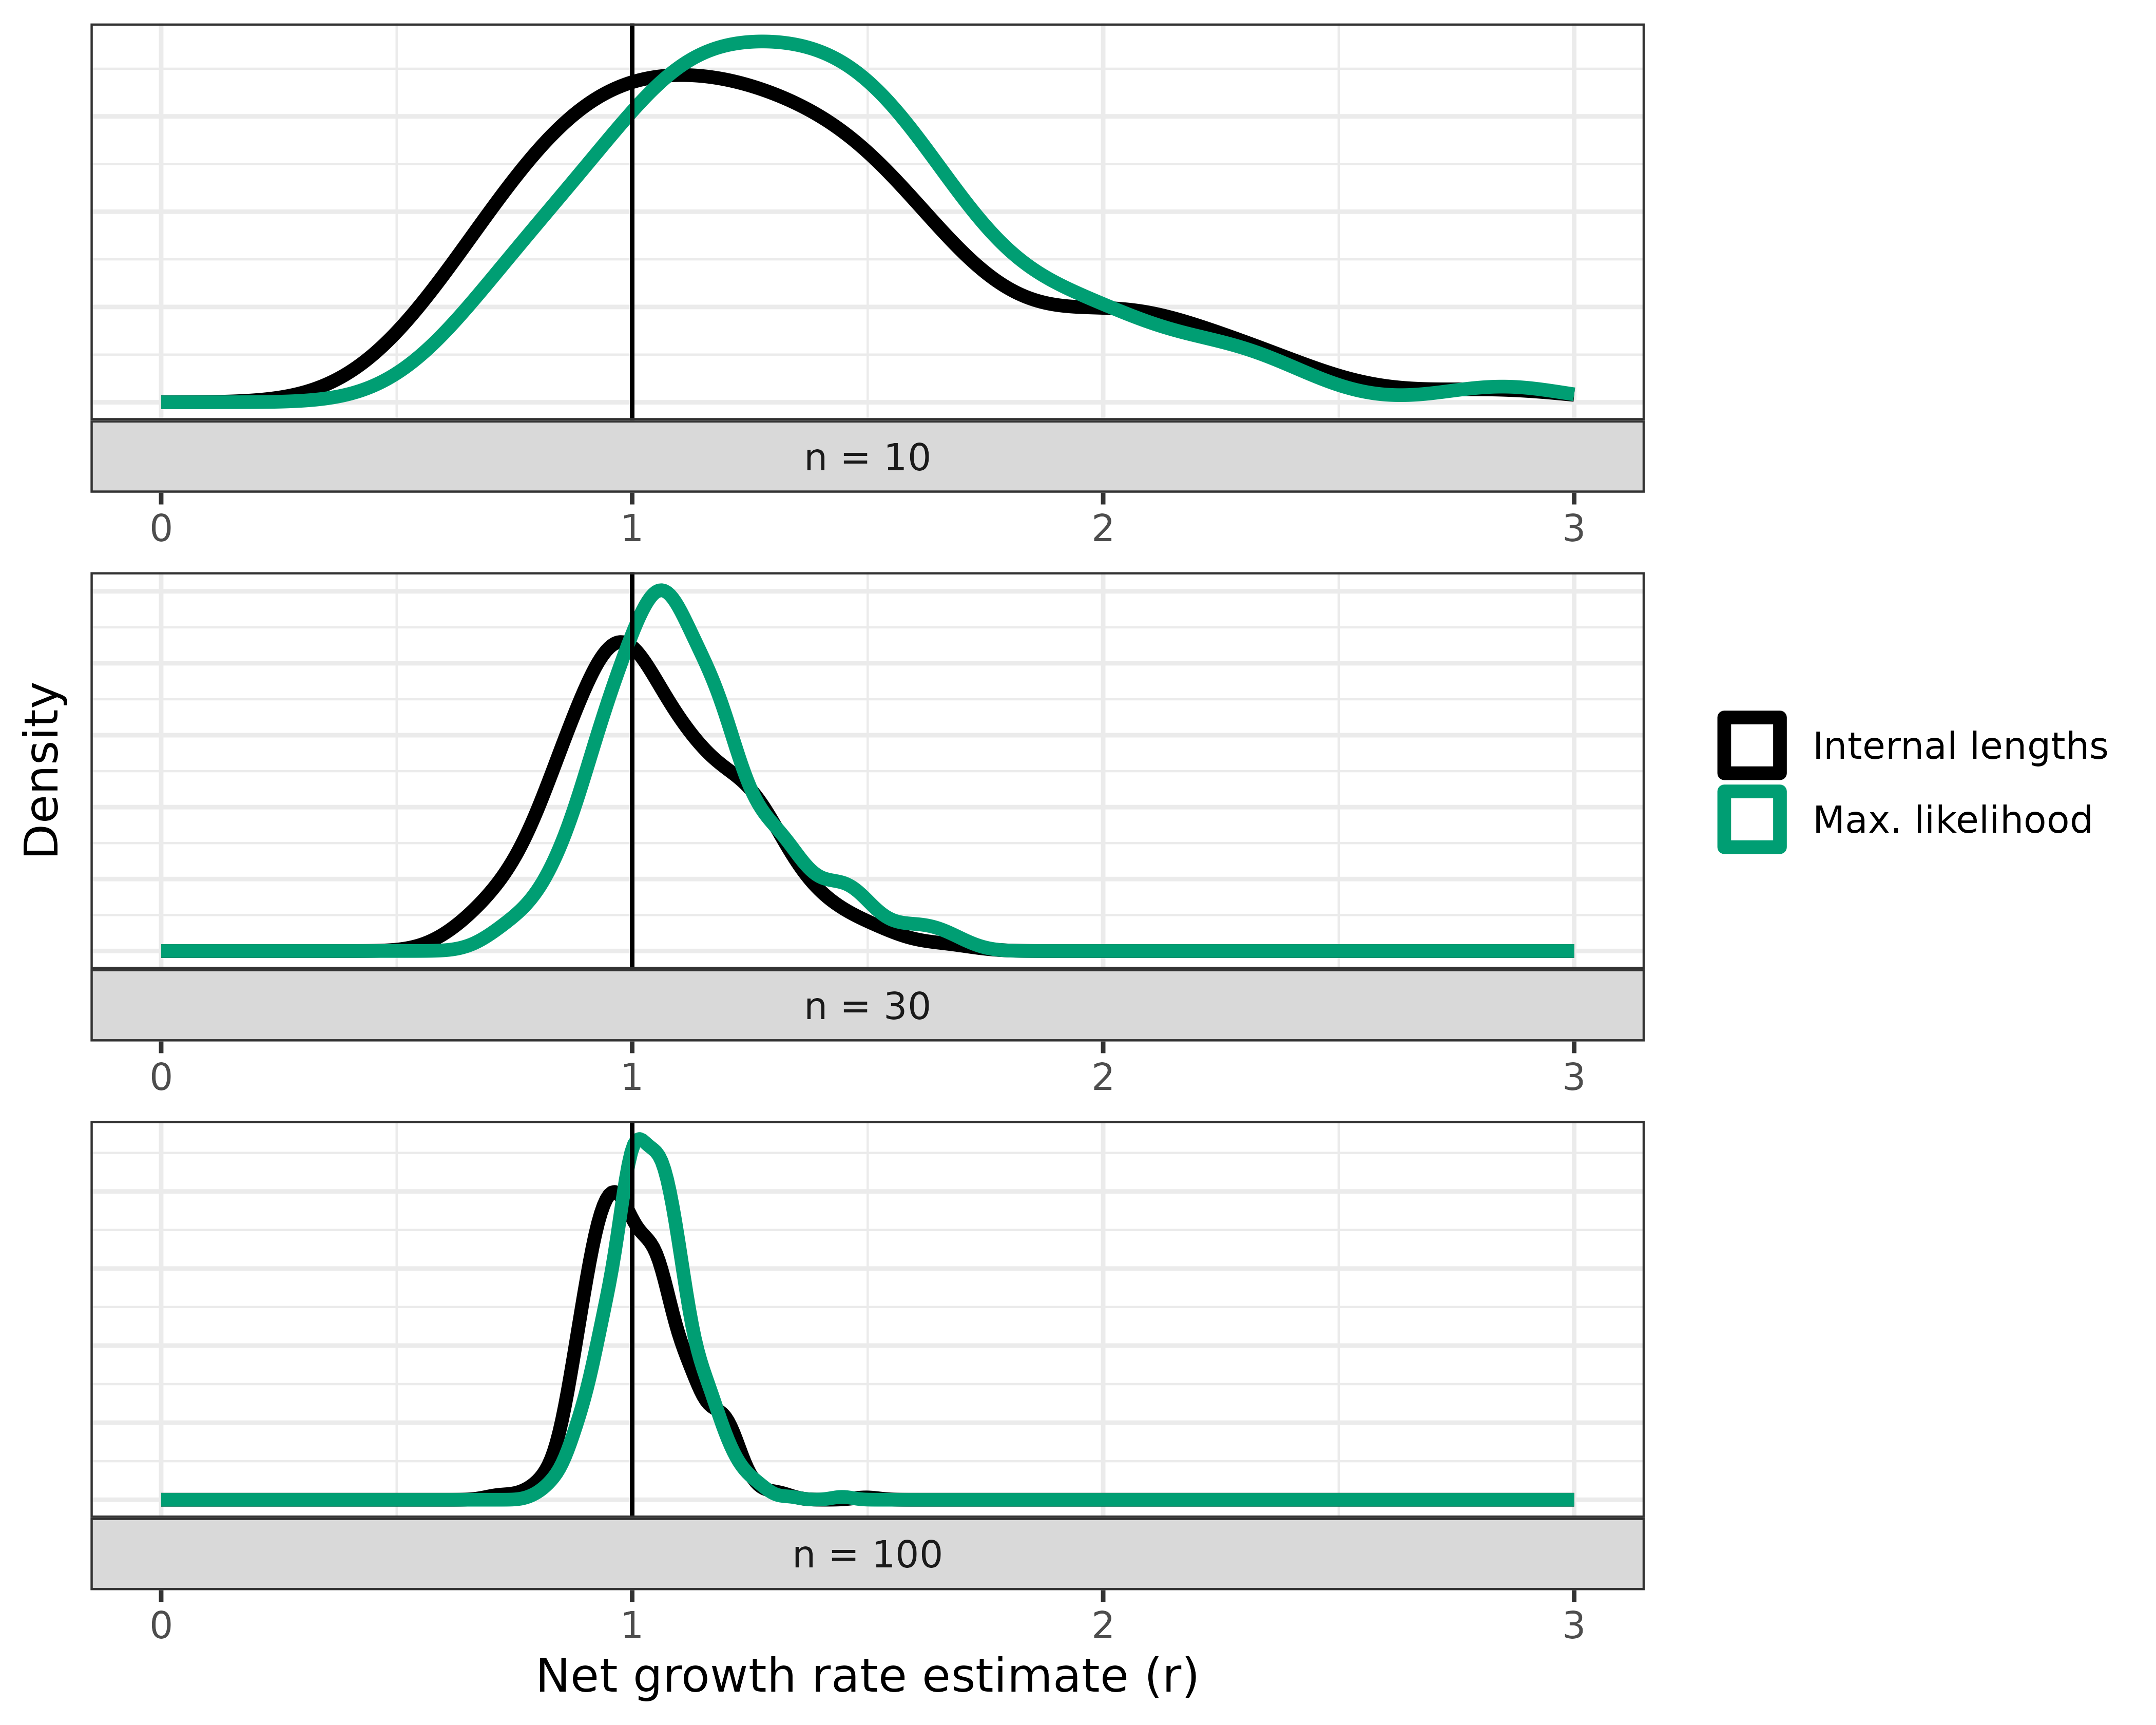 n = 10
0 1 2 3
n = 30
0 1 2 3
n = 100
0 1 2 3
Net growth rate estimate (r)
Density
Internal lengths
Max. likelihood